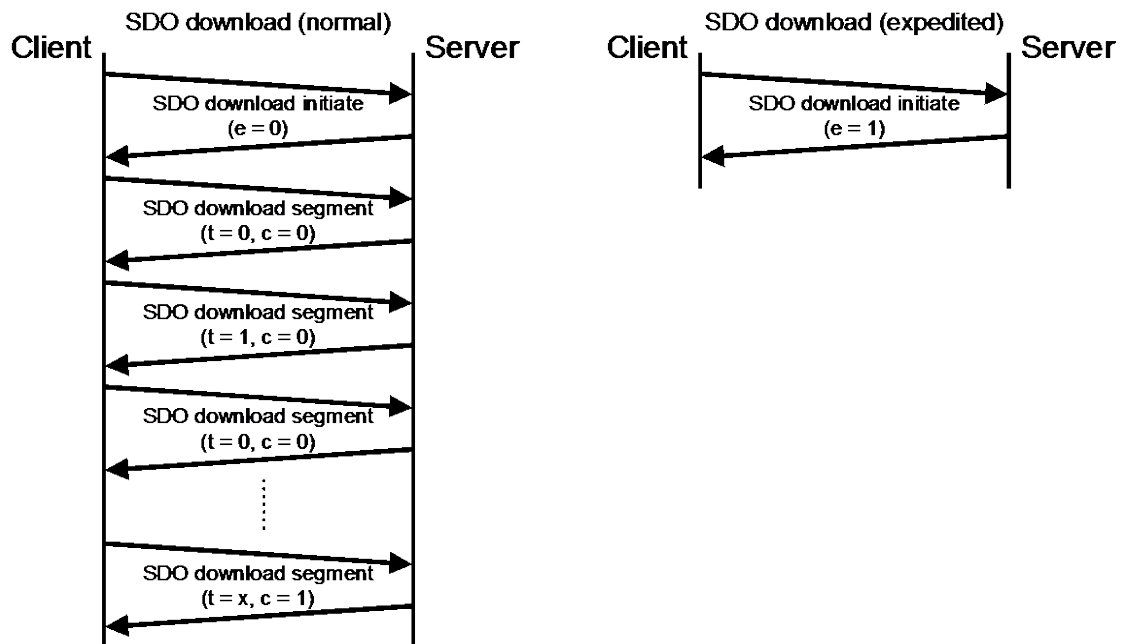 SDO download (normal)
Client
Server
SDO download initiate
(e = 0)
SDO download segment
(t = 0, c = 0)
SDO download segment
(t = 1, c = 0)
SDO download segment
(t = 0, c = 0)
SDO download segment
(t = x, c = 1)
SDO download (expedited)
Client
Server
SDO download initiate
(e = 1)